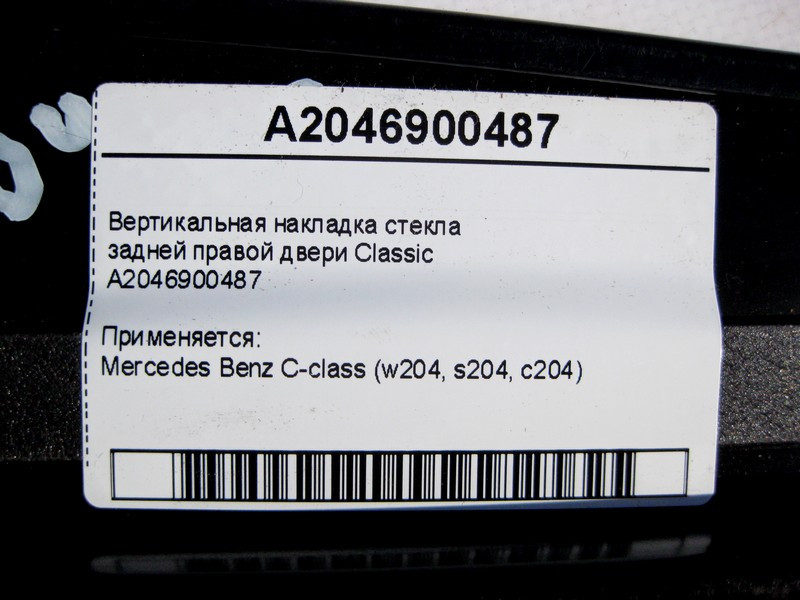 A2046900487
Вертикальная накладка стекла
задней правой двери Classic
A2046900487
Применяется:
Mercedes Benz C-class (w204, s204, c204)